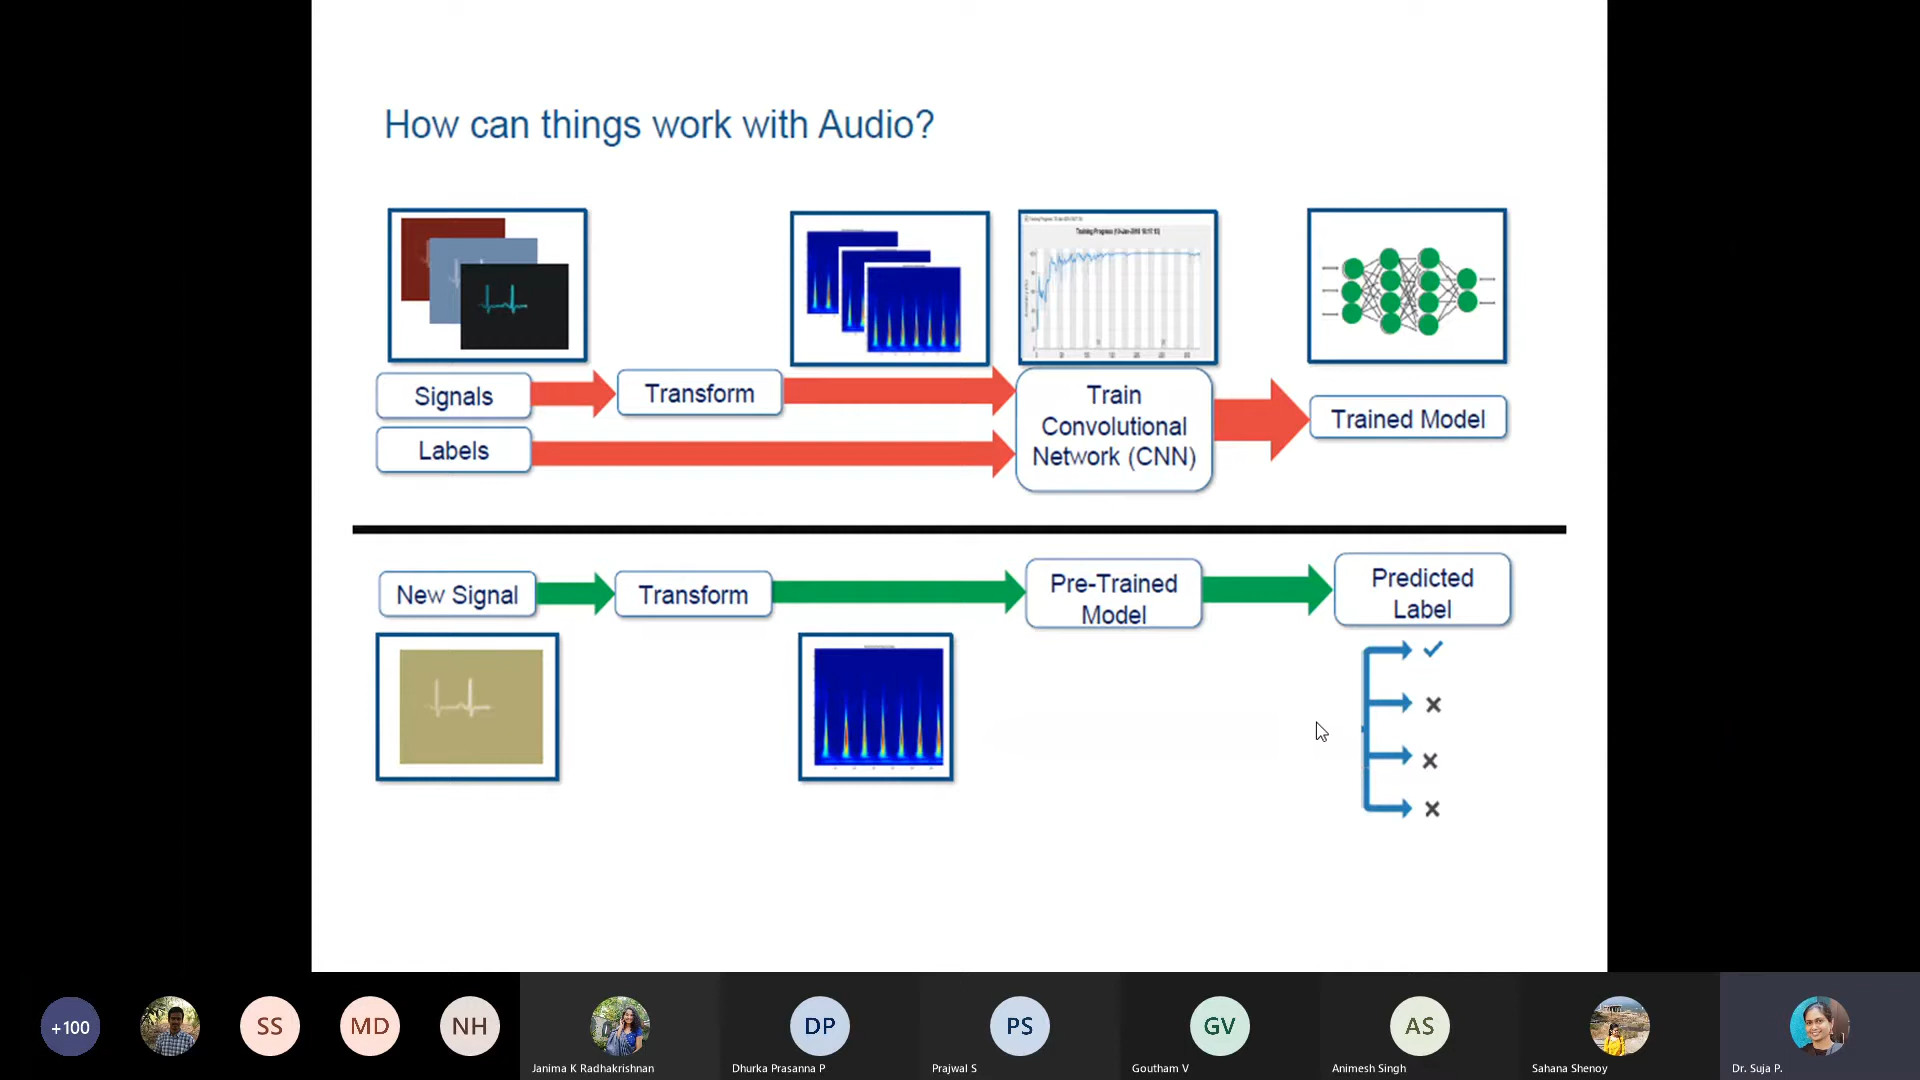 How can things work with Audio?
Signals
Transform
Labels
Train
Convolutional
Network (CNN)
Trained Model
New Signal
Transform
Pre-Trained
Model
Predicted
Label
+100
SS
MD
NH
Janima K Radhakrishnan
DP
Dhurka Prasanna P
PS
Prajwal S
GV
Goutham V
AS
Animesh Singh
Sahana Shenoy
Dr. Suja P.